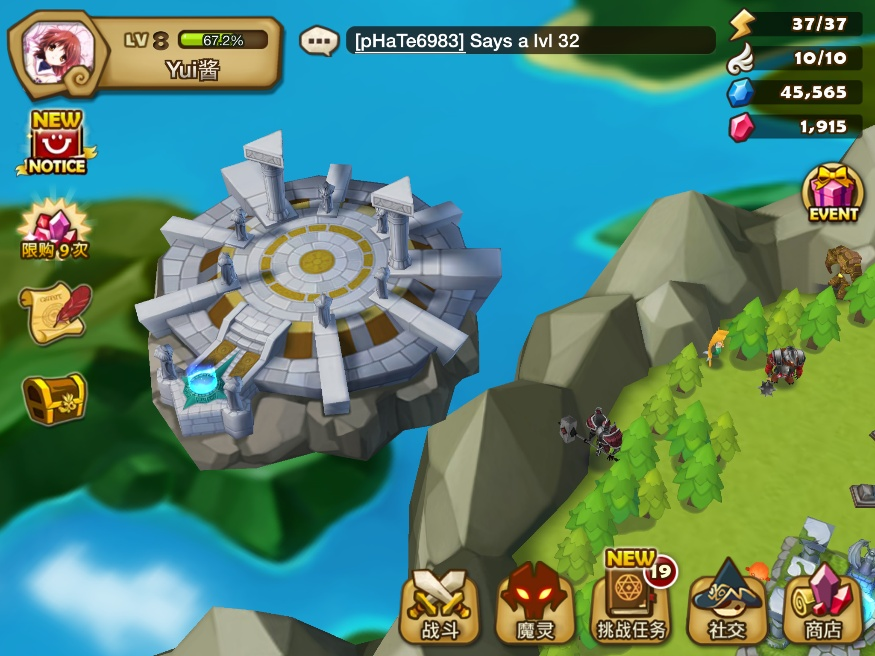 LV 8 67.2%
Yui酱
[pHaTe6983] Says a lvl 32
37/37
10/10
45,565
1,915
NEW
NOTICE
限购 9 次
EVENT
NEW
19
战斗
魔灵
挑战任务
社交
商店